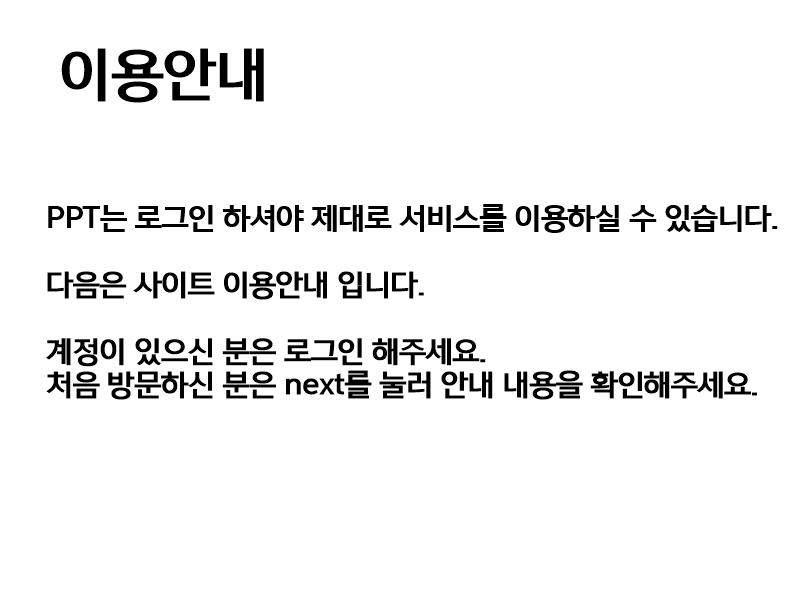 이용안내
PPT는 로그인 하셔야 제대로 서비스를 이용하실 수 있습니다.
다음은 사이트 이용안내 입니다.
계정이 있으신 분은 로그인 해주세요.
처음 방문하신 분은 next를 눌러 안내 내용을 확인해주세요.